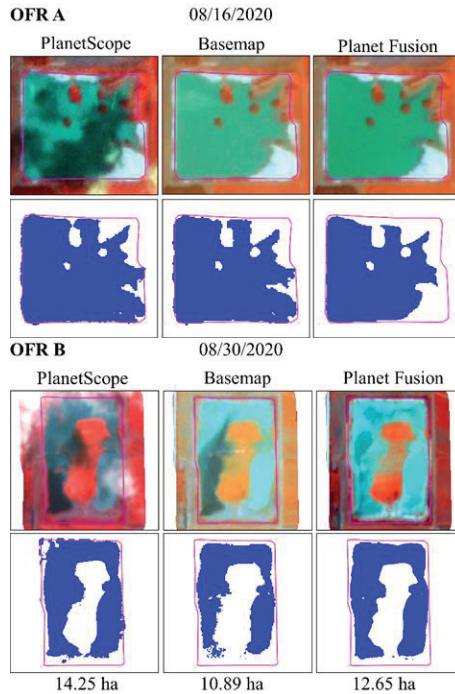 OFR A 08/16/2020
PlanetScope Basemap Planet Fusion
OFR B 08/30/2020
PlanetScope Basemap Planet Fusion
14.25 ha 10.89 ha 12.65 ha